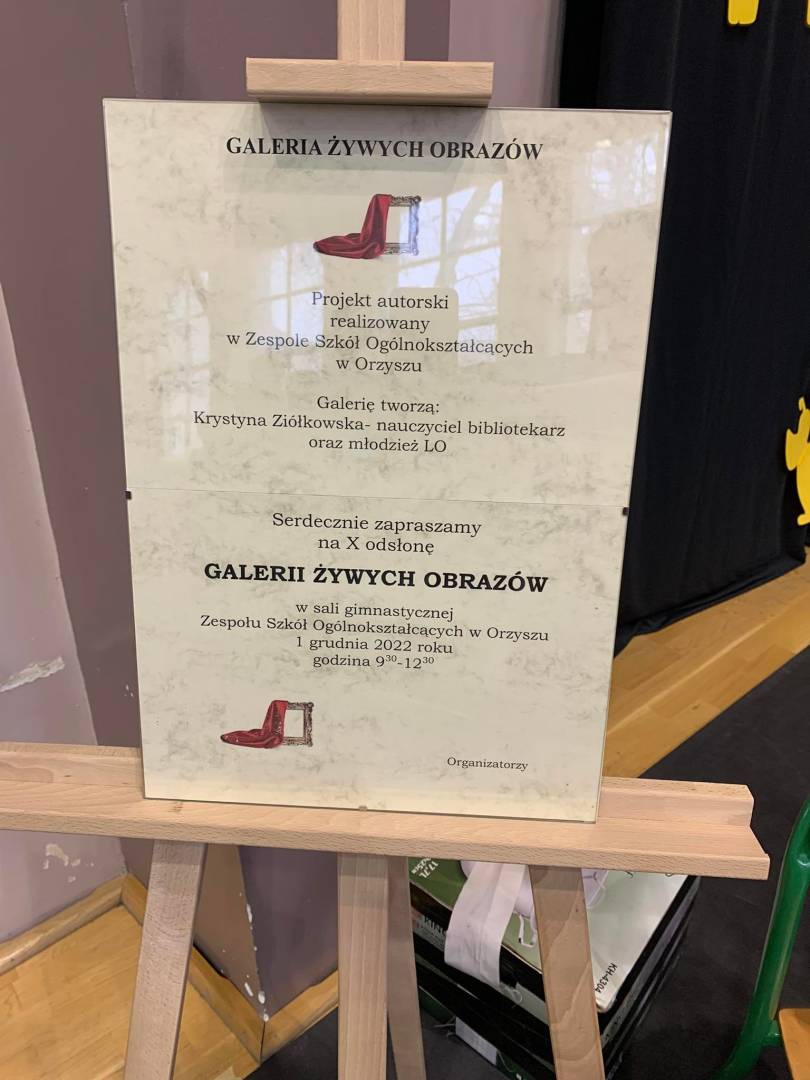 GALERIA ŻYWYCH OBRAZÓW
Projekt autorski
realizowany
w Zespole Szkół Ogólnokształcących
w Orzyszu
Galerię tworzą:
Krystyna Ziółkowska- nauczyciel bibliotekarz
oraz młodzież LO
Serdecznie zapraszamy
na X odsłonę
GALERII ŻYWYCH OBRAZÓW
w sali gimnastycznej
Zespołu Szkół Ogólnokształcących w Orzyszu
1 grudnia 2022 roku
godzina 9³⁰-12³⁰
Organizatorzy
KH-4304